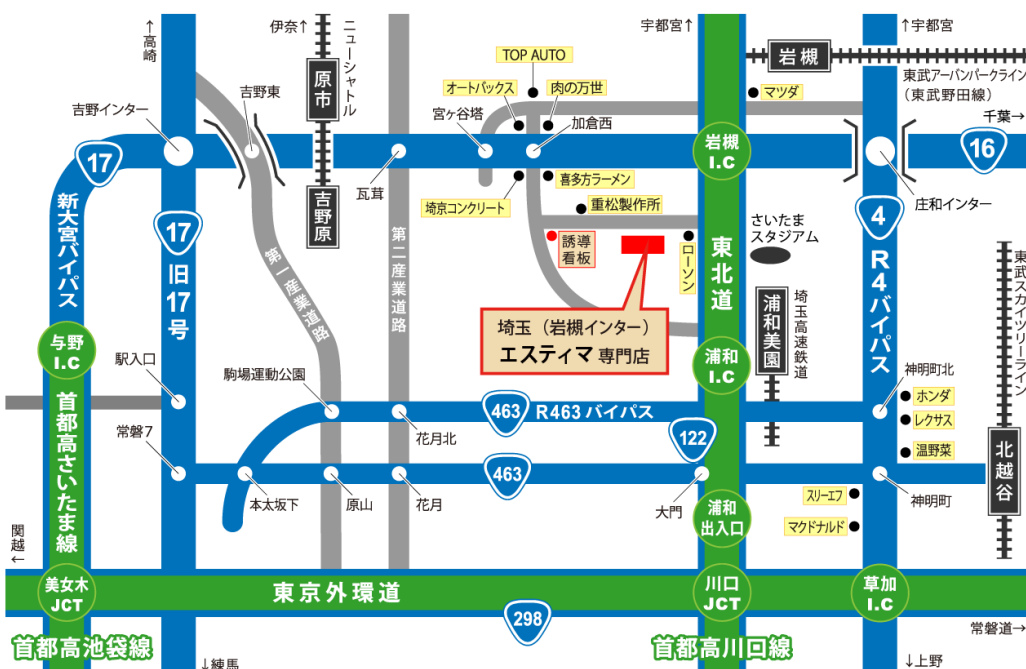 ↑高崎
伊奈↑
ニューシャトル
宇都宮↑
↑宇都宮
TOP AUTO
岩槻
原市
吉野東
オートバックス
肉の万世
マツダ
東武アーバンパークライン
（東武野田線）
吉野インター
宮ヶ谷塔
加倉西
千葉→
17
岩槻
I.C
16
瓦葺
喜多方ラーメン
吉野原
埼京コンクリート
重松製作所
庄和インター
新大宮バイパス
17
旧17号
第一産業道路
第二産業道路
誘導
看板
ローソン
東北道
さいたま
スタジアム
4
R4バイパス
東武スカイツリーライン
埼玉（岩槻インター）
エスティマ 専門店
浦和美園
埼玉高速鉄道
与野
I.C
駅入口
駒場運動公園
浦和
I.C
神明町北
ホンダ
463
R463 バイパス
レクサス
首都高さいたま線
常磐7
花月北
122
温野菜
北越谷
463
本太坂下
原山
花月
大門
スリーエフ
神明町
浦和
出入口
マクドナルド
関越
←
美女木
JCT
東京外環道
川口
JCT
草加
I.C
298
常磐道→
首都高池袋線
首都高川口線
↓練馬
↓上野